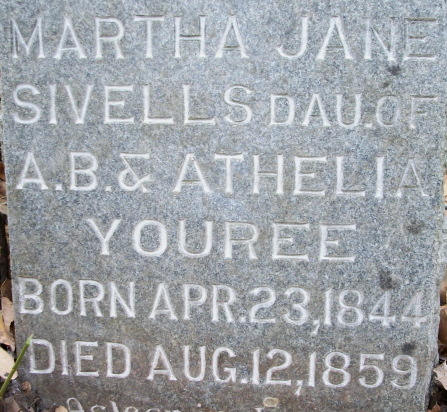 MARTHA JANE
SIVELLS DAU. OF
A.B. & ATHELIA
YOUREE
BORN APR. 23, 1844
DIED AUG. 12, 1859